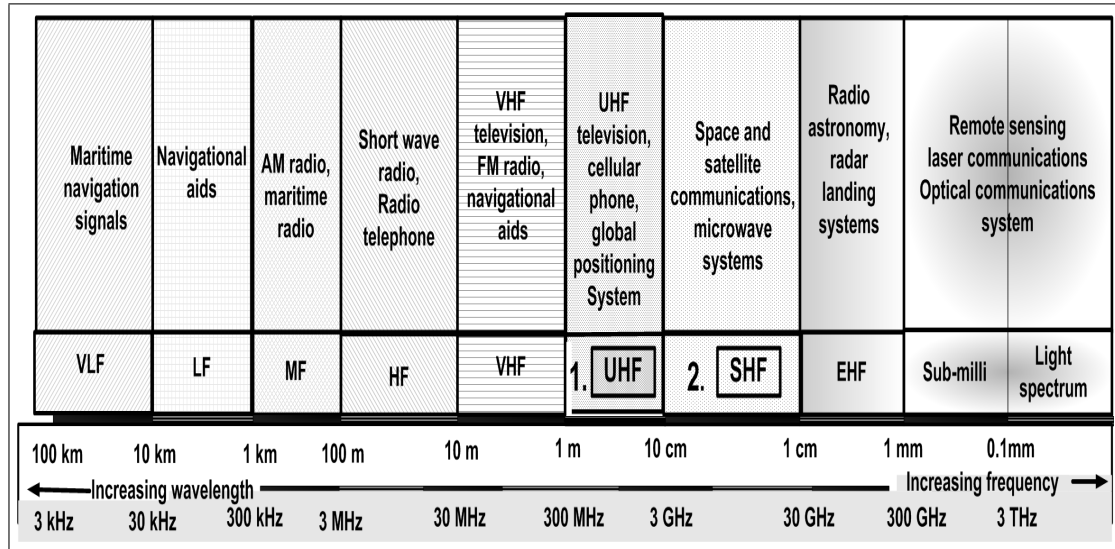 Maritime
navigation
signals
Navigational
aids
AM radio,
maritime
radio
Short wave
radio,
Radio
telephone
VHF
television,
FM radio,
navigational
aids
UHF
television,
cellular
phone,
global
positioning
System
Space and
satellite
communications,
microwave
systems
Radio
astronomy,
radar
landing
systems
Remote sensing
laser communications
Optical communications
system
VLF
LF
MF
HF
VHF
1. UHF
2. SHF
EHF
Sub-milli
Light
spectrum
100 km 10 km 1 km 100 m 10 m 1 m 10 cm 1 cm 1 mm 0.1mm
Increasing wavelength Increasing frequency
3 kHz 30 kHz 300 kHz 3 MHz 30 MHz 300 MHz 3 GHz 30 GHz 300 GHz 3 THz